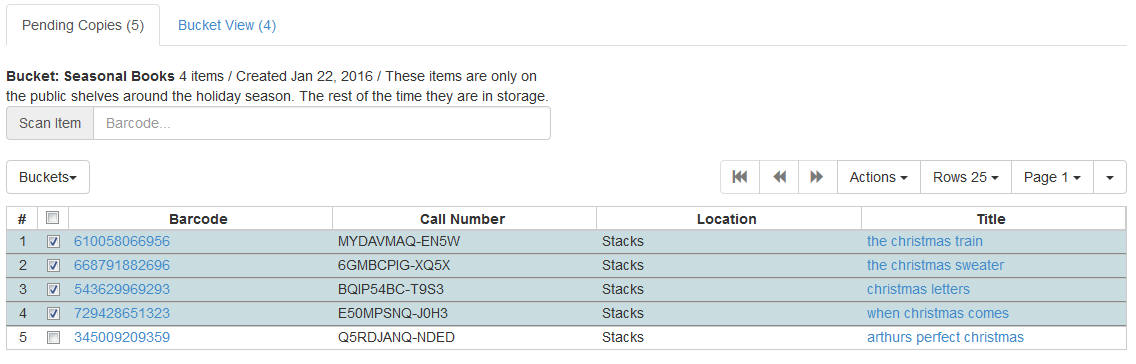 Pending Copies (5) Bucket View (4)
Bucket: Seasonal Books 4 items / Created Jan 22, 2016 / These items are only on
the public shelves around the holiday season. The rest of the time they are in storage.
Scan Item Barcode...
Buckets Actions Rows 25 Page 1
# Barcode Call Number Location Title
1 610058066956 MYDAVMAQ-EN5W Stacks the christmas train
2 668791882696 6GMBCPIG-XQ5X Stacks the christmas sweater
3 543629969293 BQIP54BC-T9S3 Stacks christmas letters
4 729428651323 E50MPSNQ-J0H3 Stacks when christmas comes
5 345009209359 Q5RDJANQ-NDED Stacks arthurs perfect christmas